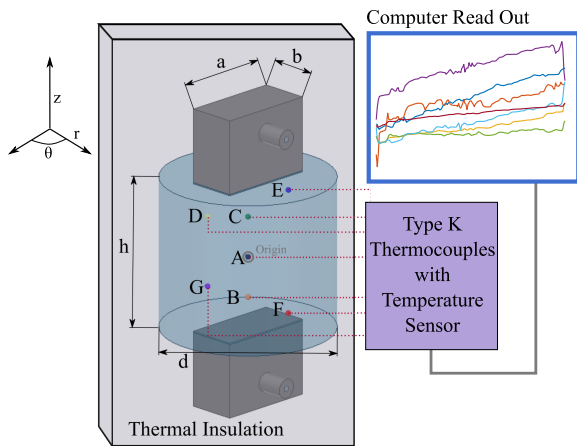 Computer Read Out
a
b
z
r
θ
E
D
C
h
Origin
A
G
B
F
d
Type K
Thermocouples
with
Temperature
Sensor
Thermal Insulation